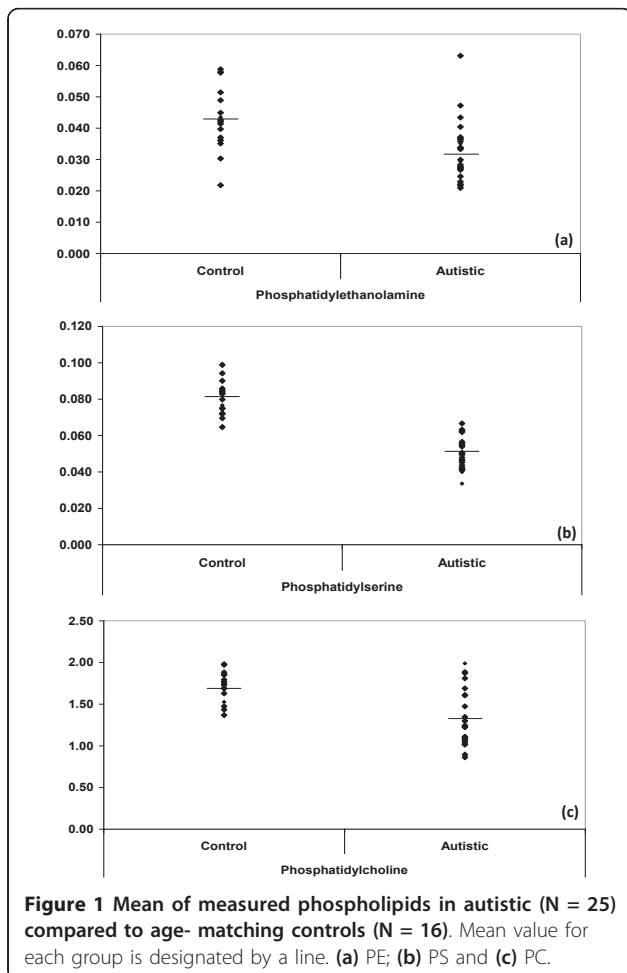 0.070
0.060
0.050
0.040
0.030
0.020
0.010
0.000
(a)
Control Autistic
Phosphatidylethanolamine
0.120
0.100
0.080
0.060
0.040
0.020
0.000
(b)
Control Autistic
Phosphatidylserine
2.50
2.00
1.50
1.00
0.50
0.00
(c)
Control Autistic
Phosphatidylcholine
Figure 1 Mean of measured phospholipids in autistic (N = 25)
compared to age- matching controls (N = 16). Mean value for
each group is designated by a line. (a) PE; (b) PS and (c) PC.